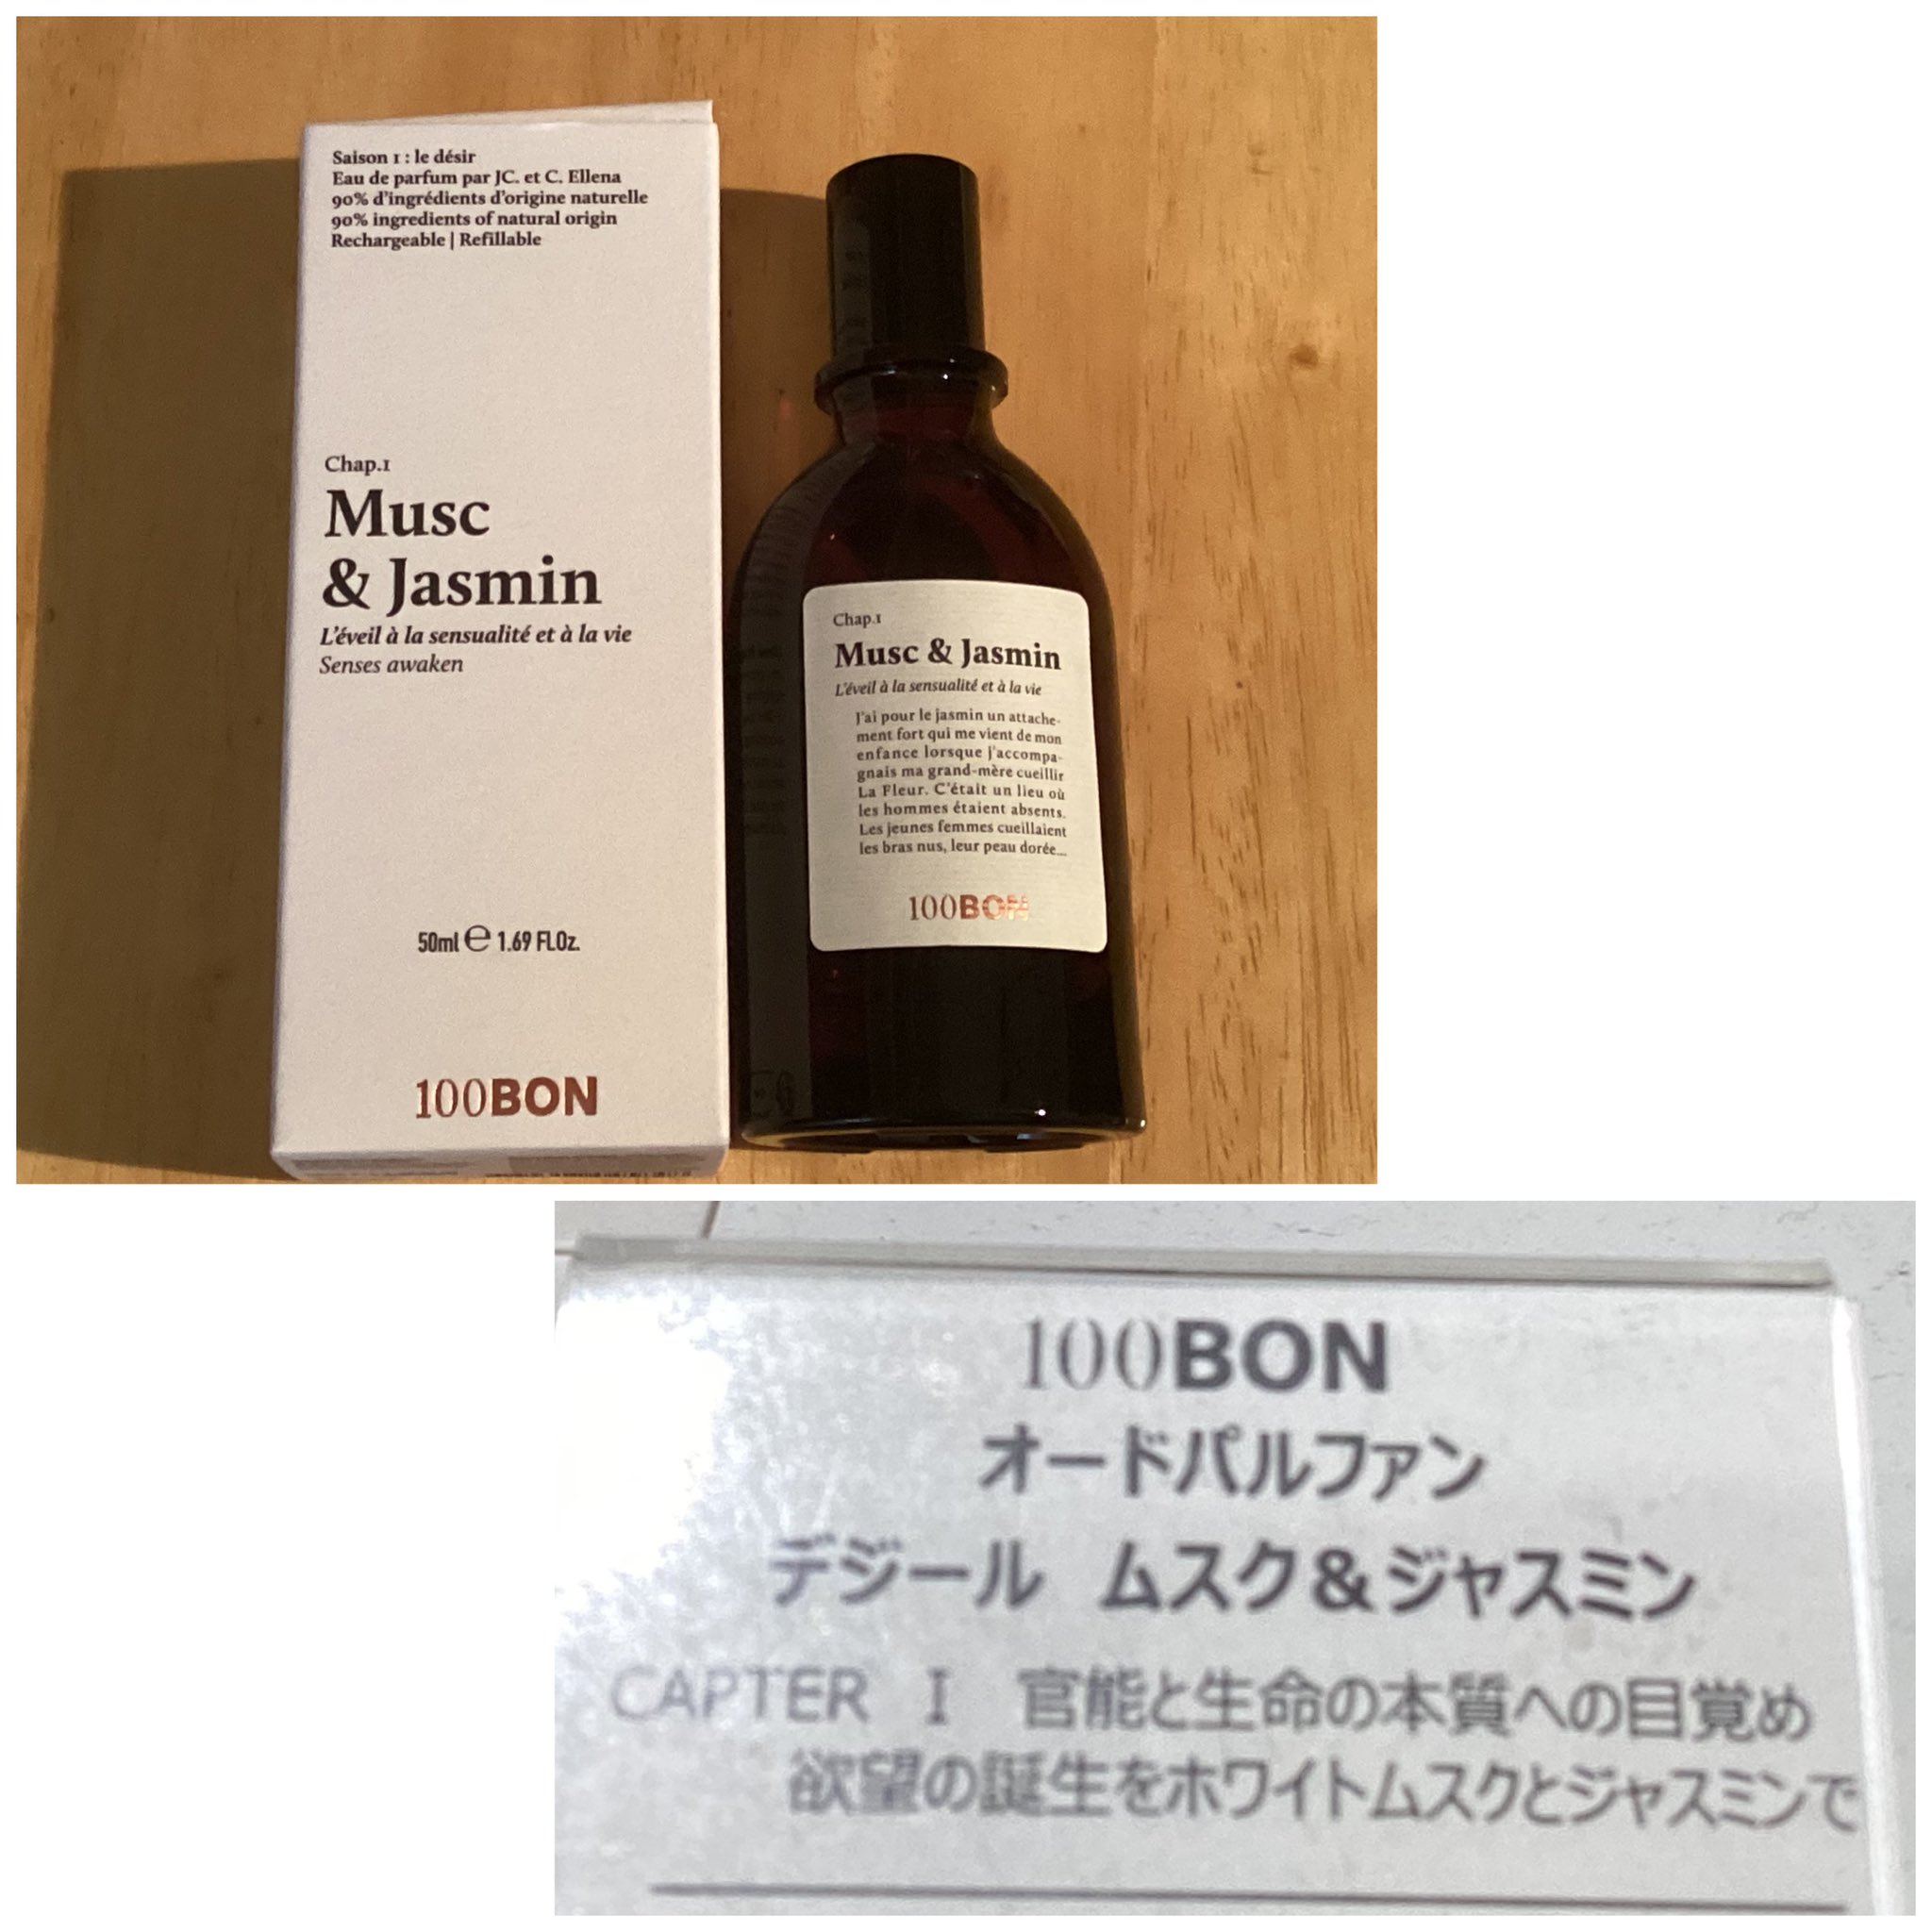 Saison 1 : le désir
Eau de parfum par JC. et C. Ellena
90% d'ingrédients d'origine naturelle
90% ingredients of natural origin
Rechargeable | Refillable
Chap.1
Musc
& Jasmin
L'éveil à la sensualité et à la vie
Senses awaken
50ml ℮ 1.69 FL0z.
100BON
Chap.1
Musc & Jasmin
L'éveil à la sensualité et à la vie
J'ai pour le jasmin un attache-
ment fort qui me vient de mon
enfance lorsque j'accompa-
gnais ma grand-mère cueillir
La Fleur. C'était un lieu où
les hommes étaient absents.
Les jeunes femmes cueillaient
les bras nus, leur peau dorée...
100BON
100BON
オードパルファン
デジール ムスク&ジャスミン
CAPTER I 官能と生命の本質への目覚め
欲望の誕生をホワイトムスクとジャスミンで